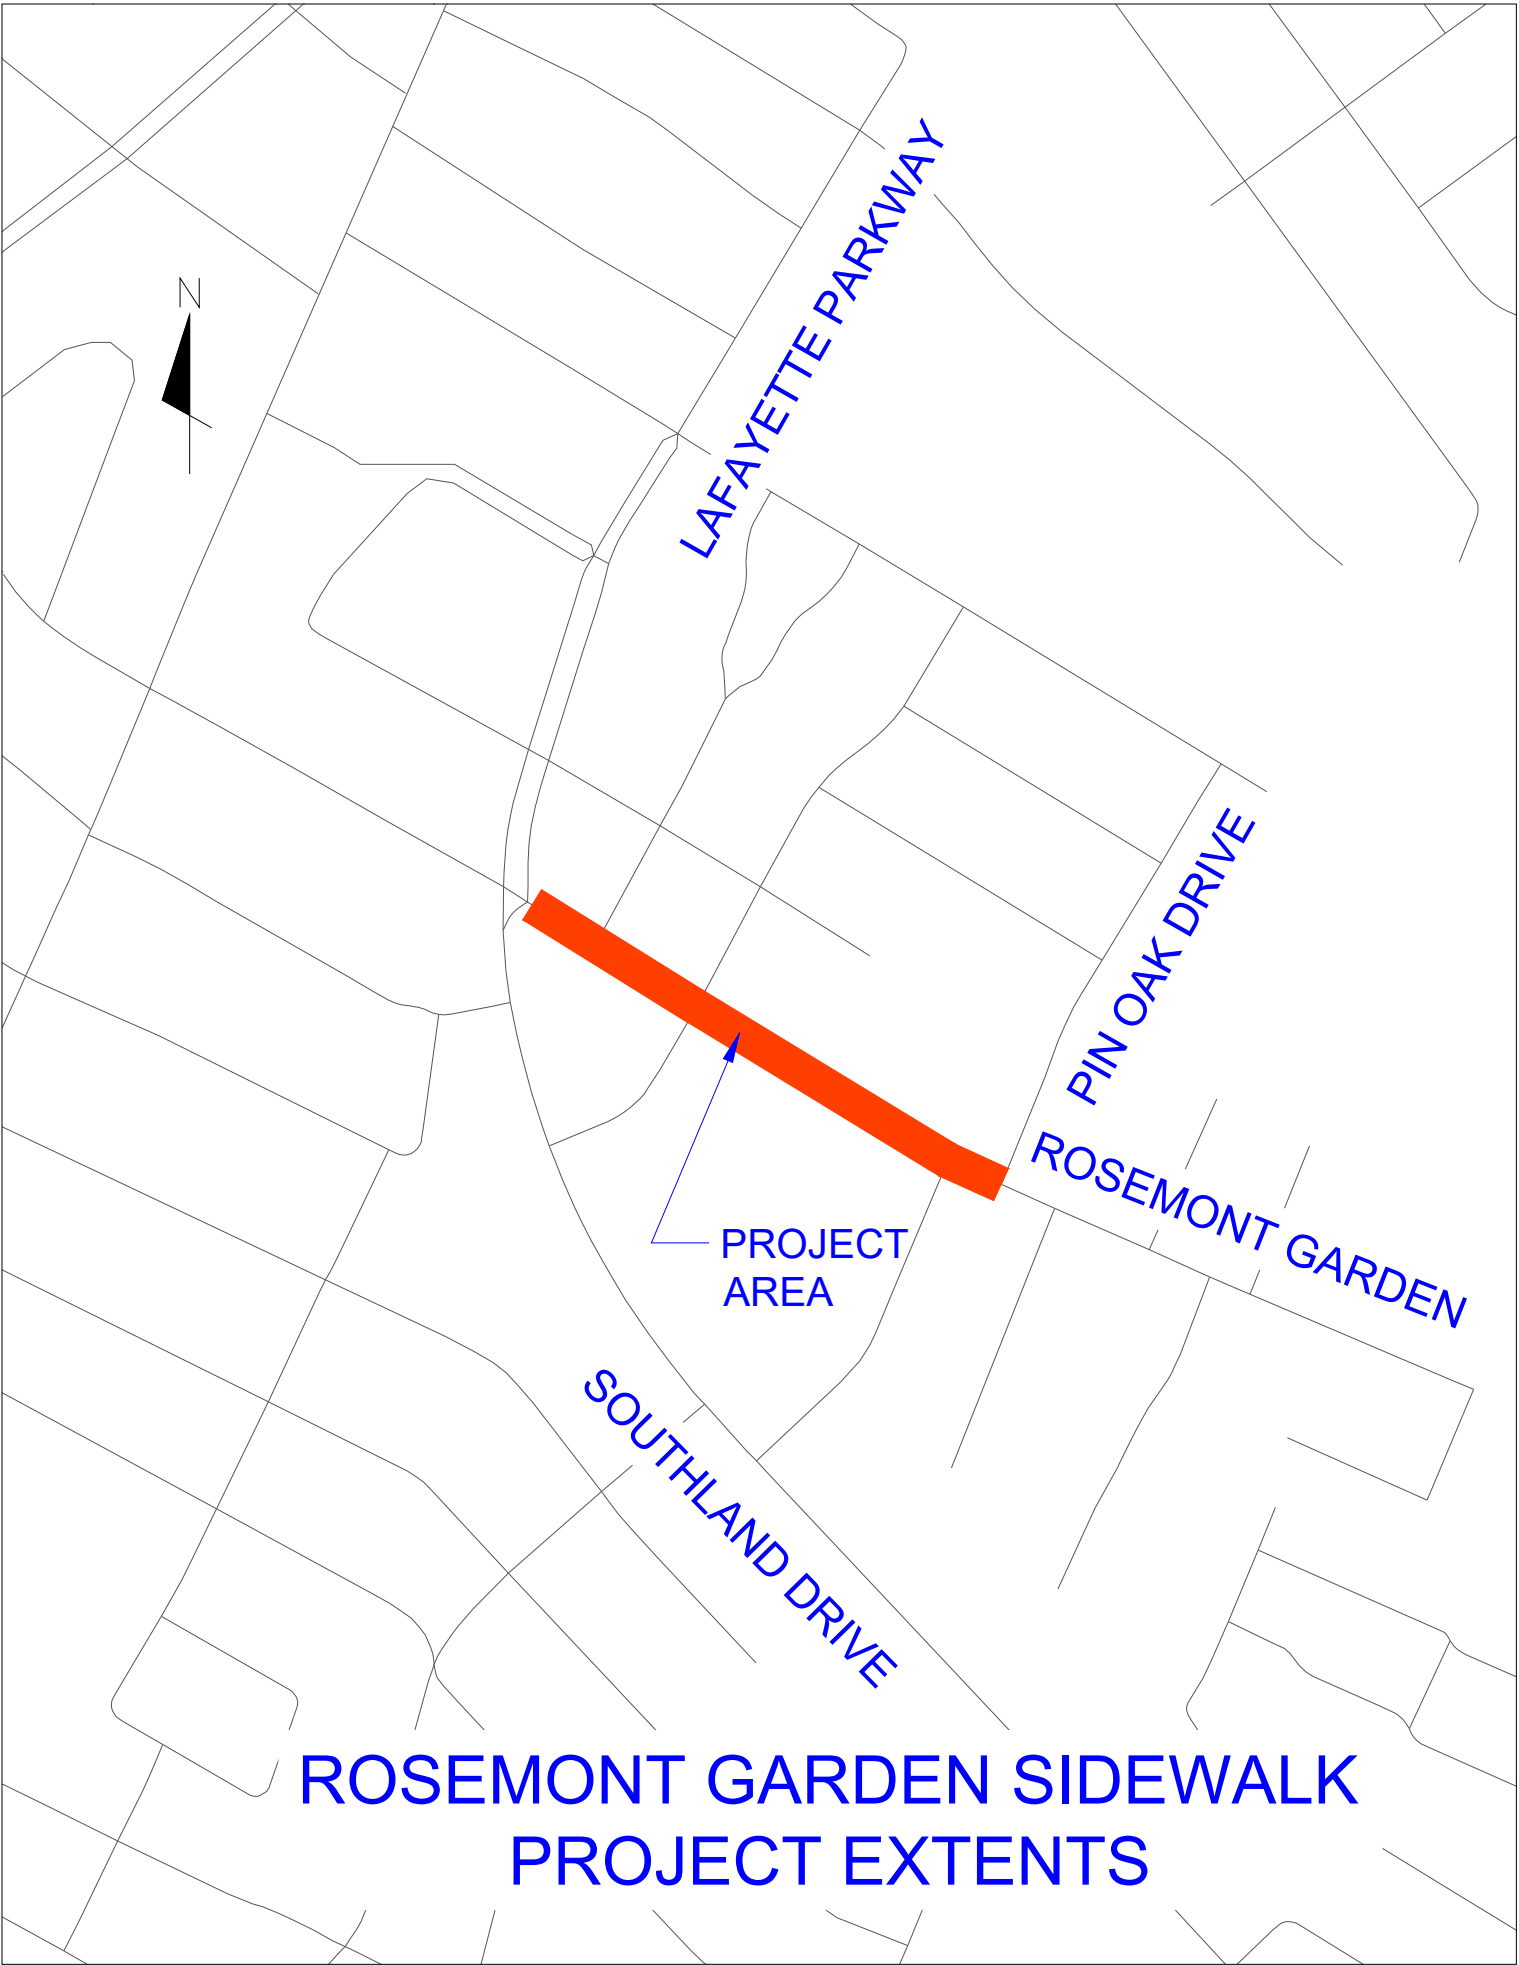 LAFAYETTE PARKWAY
N
PIN OAK DRIVE
ROSEMONT GARDEN
PROJECT
AREA
SOUTHLAND DRIVE
ROSEMONT GARDEN SIDEWALK
PROJECT EXTENTS